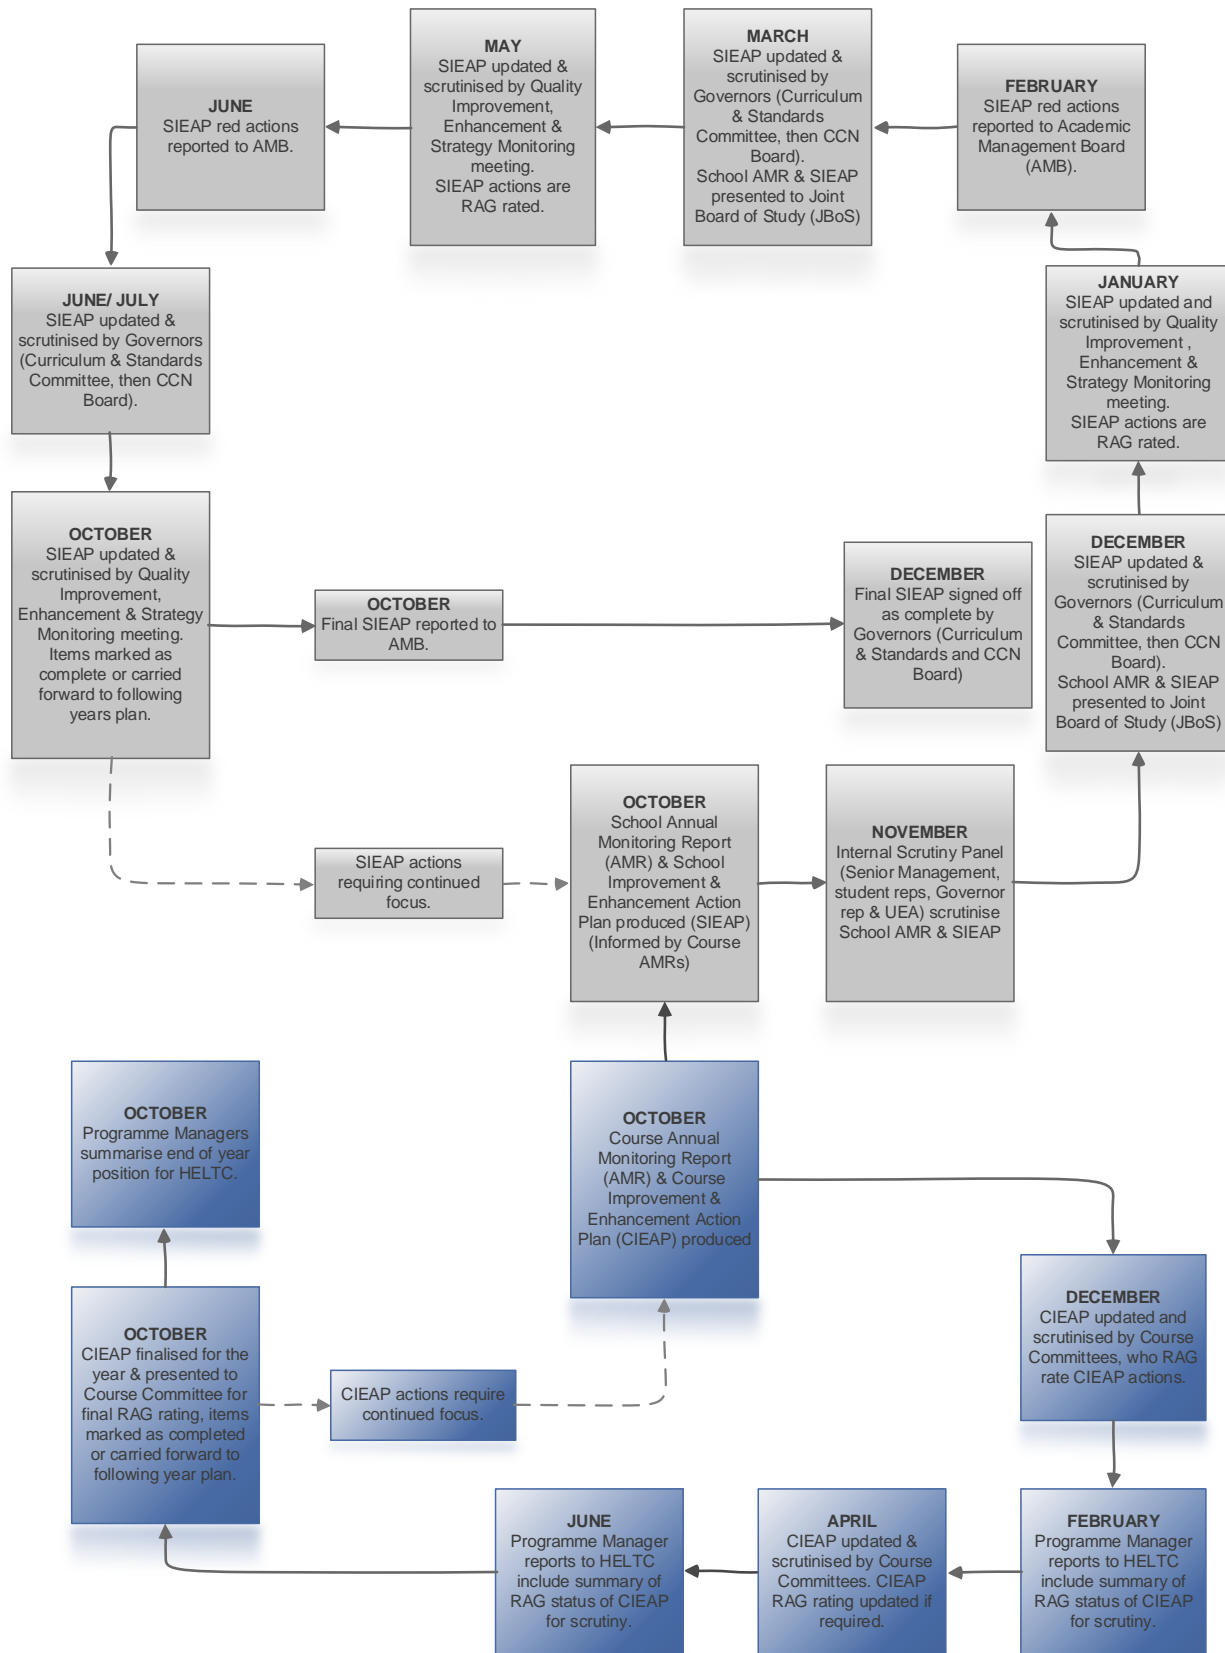 MAY
SIEAP updated &
scrutinised by Quality
Improvement,
Enhancement &
Strategy Monitoring
meeting.
SIEAP actions are
RAG rated.
MARCH
SIEAP updated &
scrutinised by
Governors (Curriculum
& Standards
Committee, then CCN
Board).
School AMR & SIEAP
presented to Joint
Board of Study (JBoS)
JUNE
SIEAP red actions
reported to AMB.
FEBRUARY
SIEAP red actions
reported to Academic
Management Board
(AMB).
JUNE/ JULY
SIEAP updated &
scrutinised by Governors
(Curriculum & Standards
Committee, then CCN
Board).
JANUARY
SIEAP updated and
scrutinised by Quality
Improvement ,
Enhancement &
Strategy Monitoring
meeting.
SIEAP actions are
RAG rated.
OCTOBER
SIEAP updated &
scrutinised by Quality
Improvement,
Enhancement & Strategy
Monitoring meeting.
Items marked as
complete or carried
forward to following
years plan.
OCTOBER
Final SIEAP reported to
AMB.
DECEMBER
Final SIEAP signed off
as complete by
Governors (Curriculum
& Standards and CCN
Board)
DECEMBER
SIEAP updated &
scrutinised by
Governors (Curriculum
& Standards
Committee, then CCN
Board).
School AMR & SIEAP
presented to Joint
Board of Study (JBoS)
SIEAP actions
requiring continued
focus.
OCTOBER
School Annual
Monitoring Report
(AMR) & School
Improvement &
Enhancement Action
Plan produced (SIEAP)
(Informed by Course
AMRs)
NOVEMBER
Internal Scrutiny Panel
(Senior Management,
student reps, Governor
rep & UEA) scrutinise
School AMR & SIEAP
OCTOBER
Programme Managers
summarise end of year
position for HELTC.
OCTOBER
Course Annual
Monitoring Report
(AMR) & Course
Improvement &
Enhancement Action
Plan (CIEAP) produced
DECEMBER
CIEAP updated and
scrutinised by Course
Committees, who RAG
rate CIEAP actions.
OCTOBER
CIEAP finalised for the
year & presented to
Course Committee for
final RAG rating, items
marked as completed
or carried forward to
following year plan.
CIEAP actions require
continued focus.
JUNE
Programme Manager
reports to HELTC
include summary of
RAG status of CIEAP
for scrutiny.
APRIL
CIEAP updated &
scrutinised by Course
Committees. CIEAP
RAG rating updated if
required.
FEBRUARY
Programme Manager
reports to HELTC
include summary of
RAG status of CIEAP
for scrutiny.